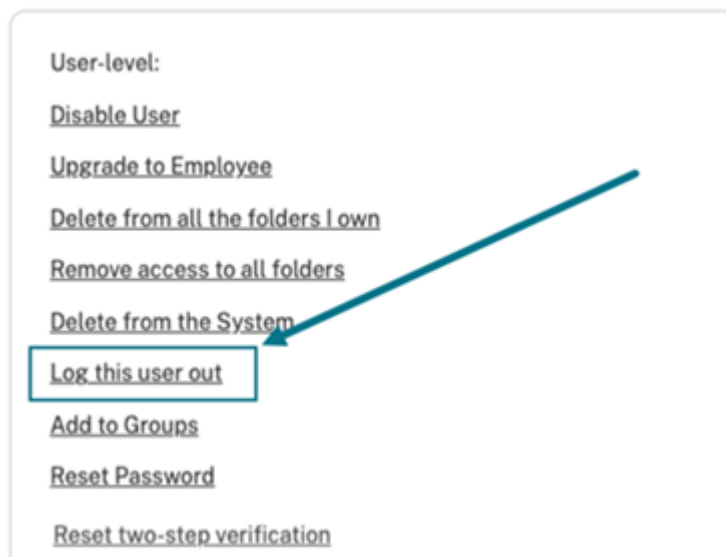 User-level:
Disable User
Upgrade to Employee
Delete from all the folders I own
Remove access to all folders
Delete from the System
Log this user out
Add to Groups
Reset Password
Reset two-step verification